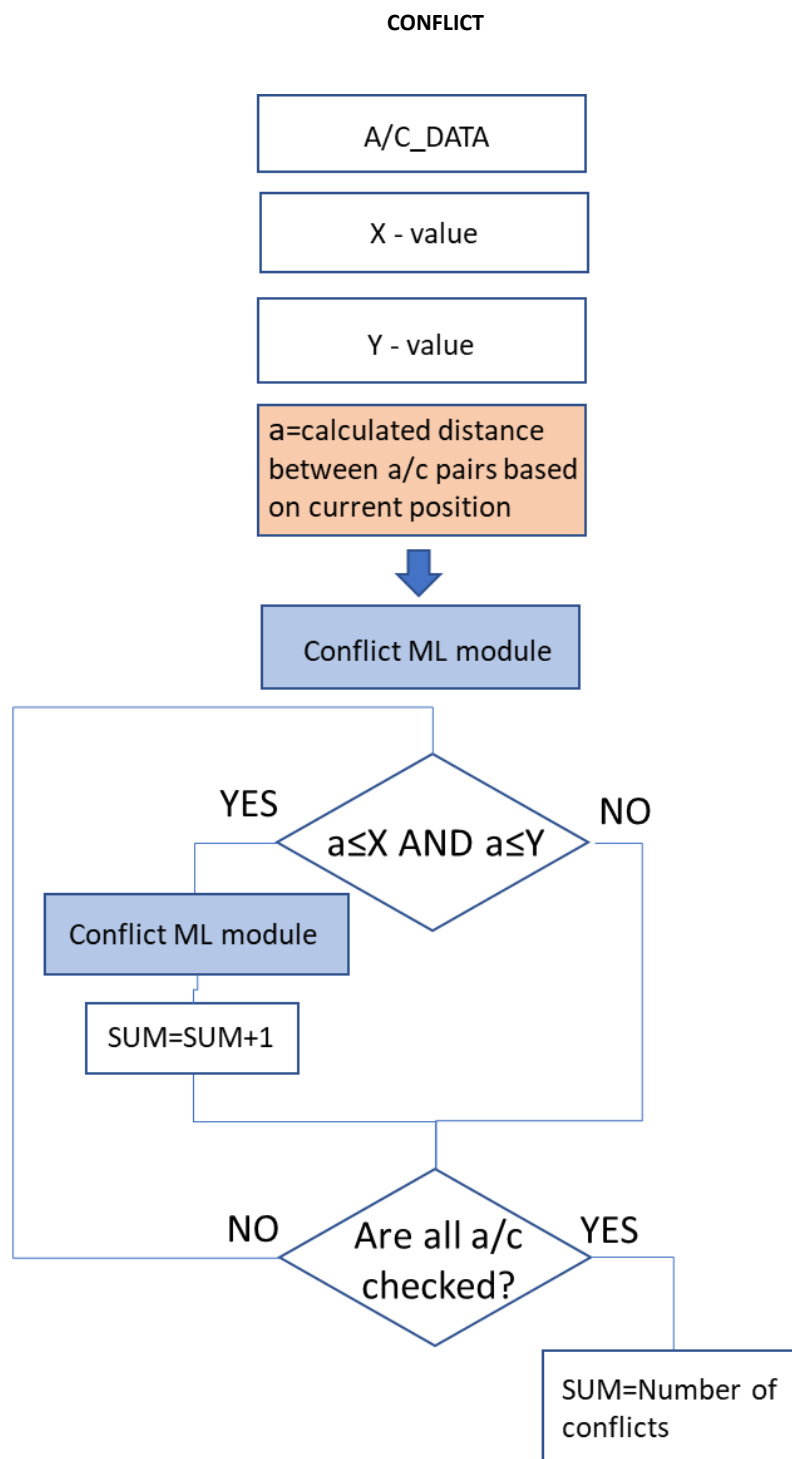 CONFLICT
A/C_DATA
X - value
Y - value
a=calculated distance
between a/c pairs based
on current position
Conflict ML module
YES
NO
a≤X AND a≤Y
Conflict ML module
SUM=SUM+1
NO
YES
Are all a/c
checked?
SUM=Number of
conflicts